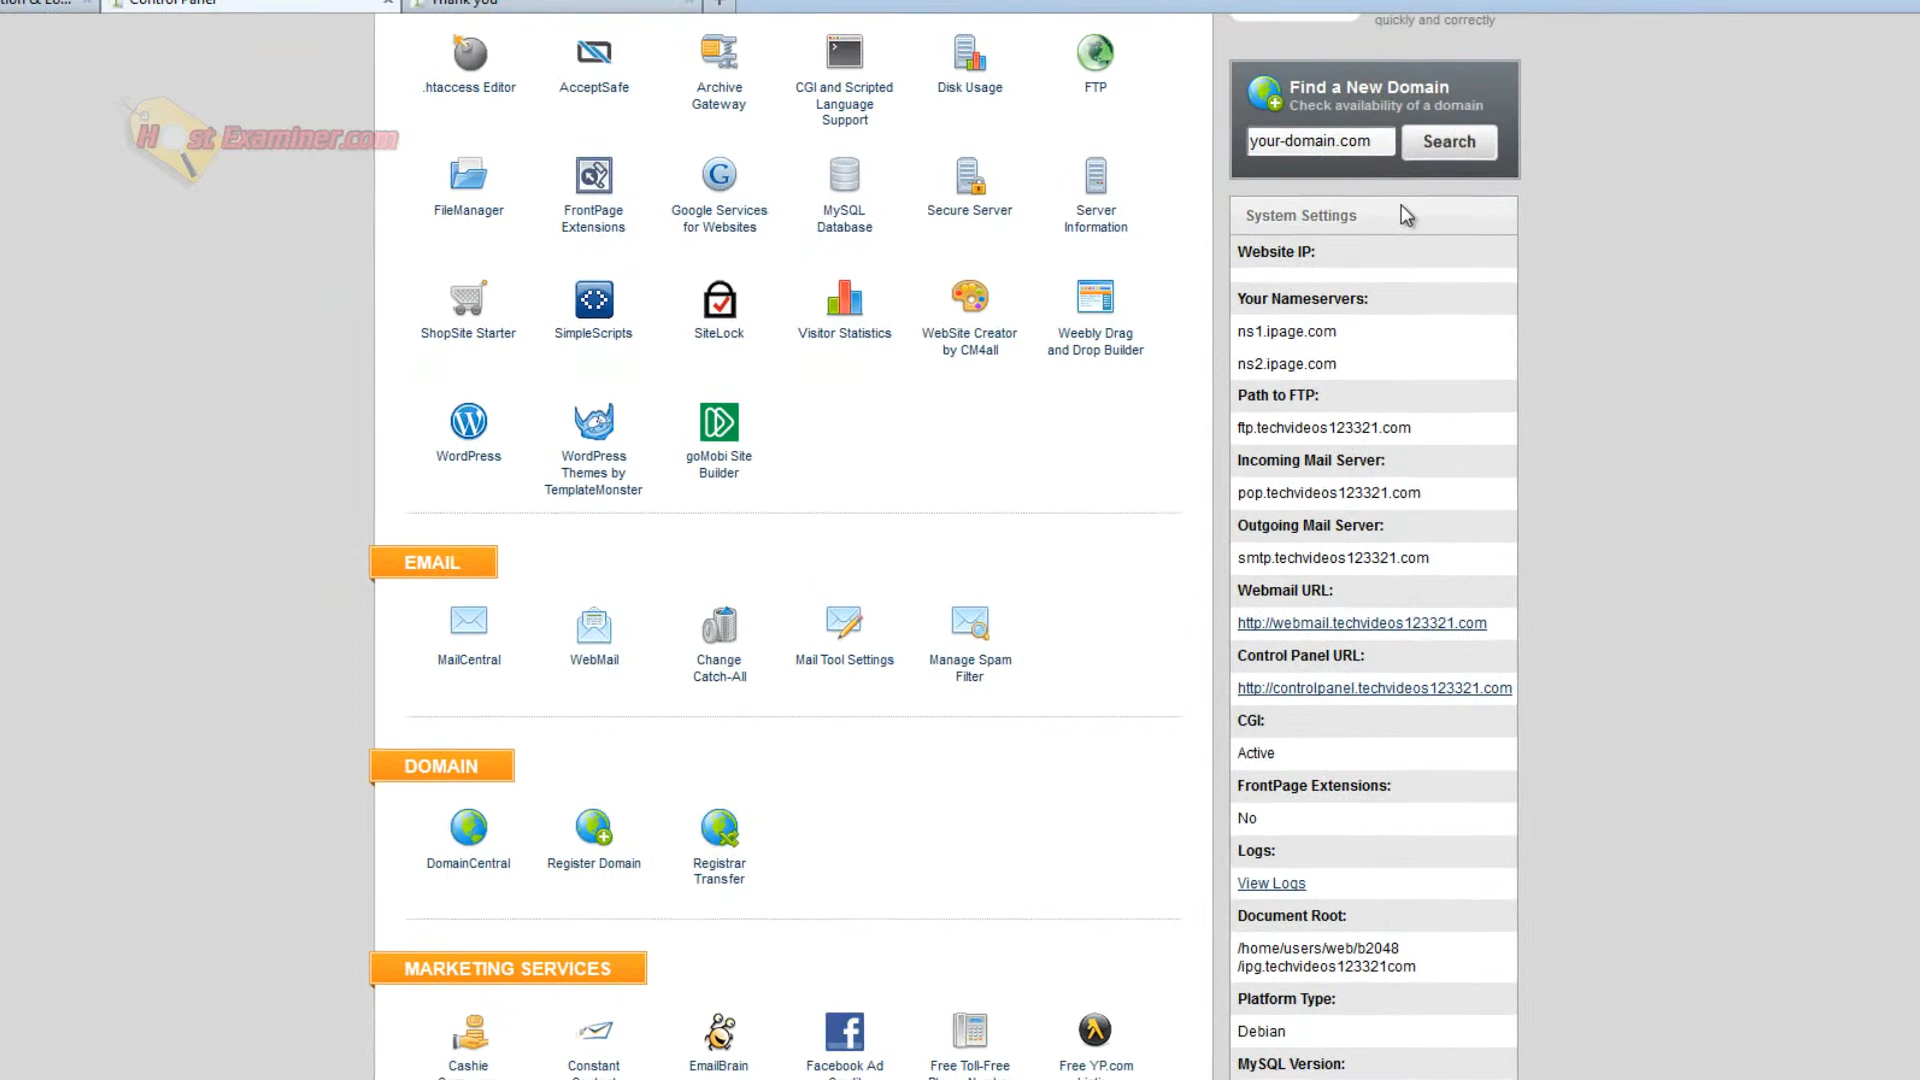 Control Panel
Thank you
quickly and correctly
.htaccess Editor
AcceptSafe
Archive
Gateway
CGI and Scripted
Language
Support
Disk Usage
FTP
Host Examiner.com
FileManager
FrontPage
Extensions
Google Services
for Websites
MySQL
Database
Secure Server
Server
Information
ShopSite Starter
SimpleScripts
SiteLock
Visitor Statistics
WebSite Creator
by CM4all
Weebly Drag
and Drop Builder
WordPress
WordPress
Themes by
TemplateMonster
goMobi Site
Builder
EMAIL
MailCentral
WebMail
Change
Catch-All
Mail Tool Settings
Manage Spam
Filter
DOMAIN
DomainCentral
Register Domain
Registrar
Transfer
MARKETING SERVICES
Cashie
Constant
EmailBrain
Facebook Ad
Free Toll-Free
Free YP.com
Find a New Domain
Check availability of a domain
your-domain.com
Search
System Settings
Website IP:
Your Nameservers:
ns1.ipage.com
ns2.ipage.com
Path to FTP:
ftp.techvideos123321.com
Incoming Mail Server:
pop.techvideos123321.com
Outgoing Mail Server:
smtp.techvideos123321.com
Webmail URL:
http://webmail.techvideos123321.com
Control Panel URL:
http://controlpanel.techvideos123321.com
CGI:
Active
FrontPage Extensions:
No
Logs:
View Logs
Document Root:
/home/users/web/b2048
/ipg.techvideos123321com
Platform Type:
Debian
MySQL Version: